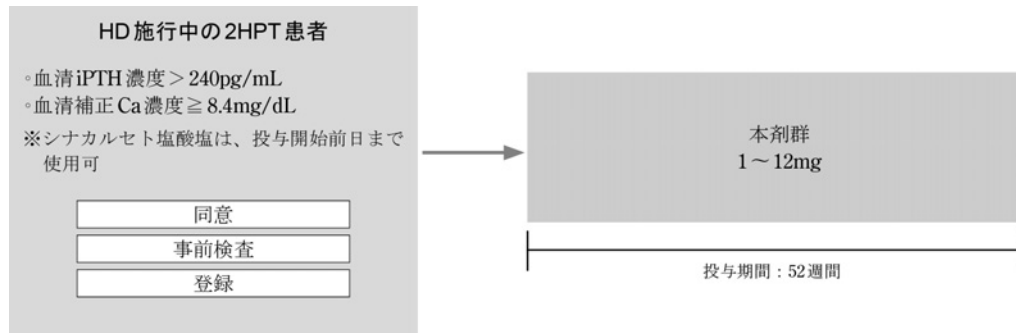 HD施行中の2HPT患者
◦血清iPTH濃度＞240pg/mL
◦血清補正Ca濃度≧8.4mg/dL
※シナカルセト塩酸塩は、投与開始前日まで
使用可
同意
事前検査
登録
本剤群
1～12mg
投与期間：52週間